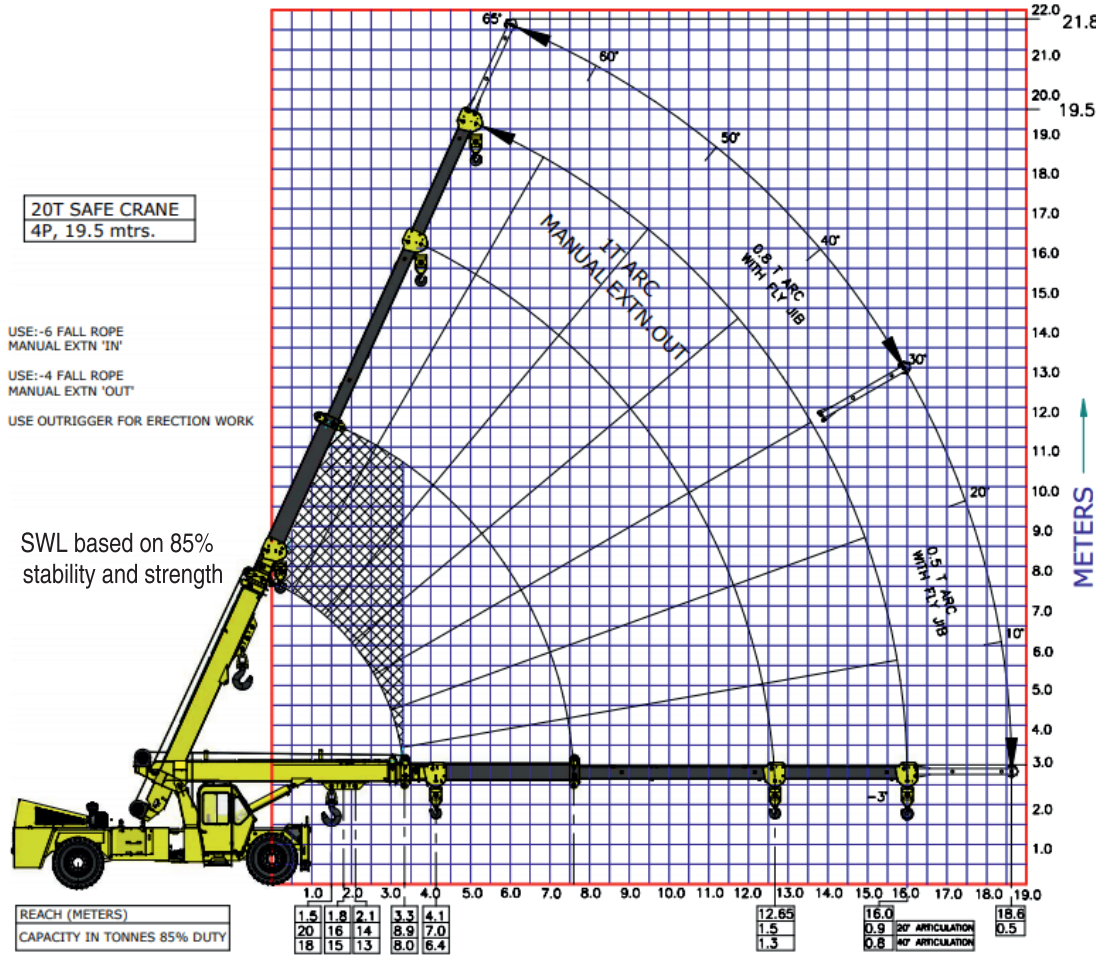 22.0
21.8
21.0
20.0
19.5
19.0
18.0
17.0
16.0
15.0
14.0
13.0
12.0
11.0
10.0
9.0
8.0
7.0
6.0
5.0
4.0
3.0
2.0
1.0
METERS
65°
60°
50°
40°
30°
20°
10°
-3°
20T SAFE CRANE
4P, 19.5 mtrs.
1T ARC
MANUAL EXTN.OUT
0.8 T ARC
WITH FLY JIB
0.5 T ARC
WITH FLY JIB
USE:-6 FALL ROPE
MANUAL EXTN 'IN'
USE:-4 FALL ROPE
MANUAL EXTN 'OUT'
USE OUTRIGGER FOR ERECTION WORK
SWL based on 85%
stability and strength
1.0 2.0 3.0 4.0 5.0 6.0 7.0 8.0 9.0 10.0 11.0 12.0 13.0 14.0 15.0 16.0 17.0 18.0 19.0
REACH (METERS)
CAPACITY IN TONNES 85% DUTY
1.5 1.8 2.1 3.3 4.1 12.65 16.0 18.6
20 16 14 8.9 7.0 1.5 0.9 20° ARTICULATION 0.5
18 15 13 8.0 6.4 1.3 0.8 40° ARTICULATION